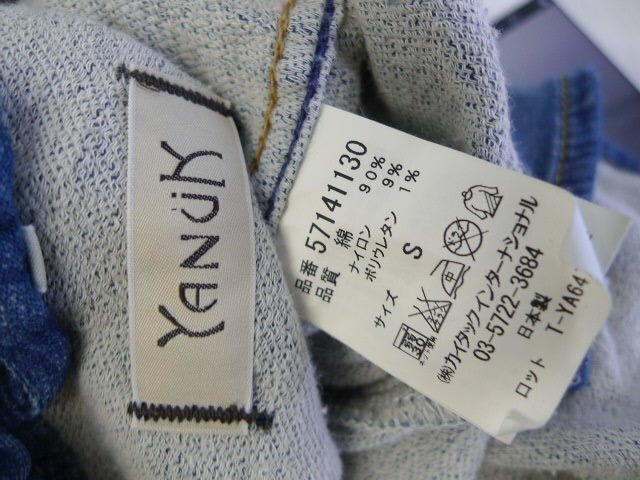 YANUK
品番 57141130
品質 綿 90%
ナイロン 9%
ポリウレタン 1%
サイズ S
(株)カイタックインターナショナル
03-5722-3684
日本製
ロット T-YA64